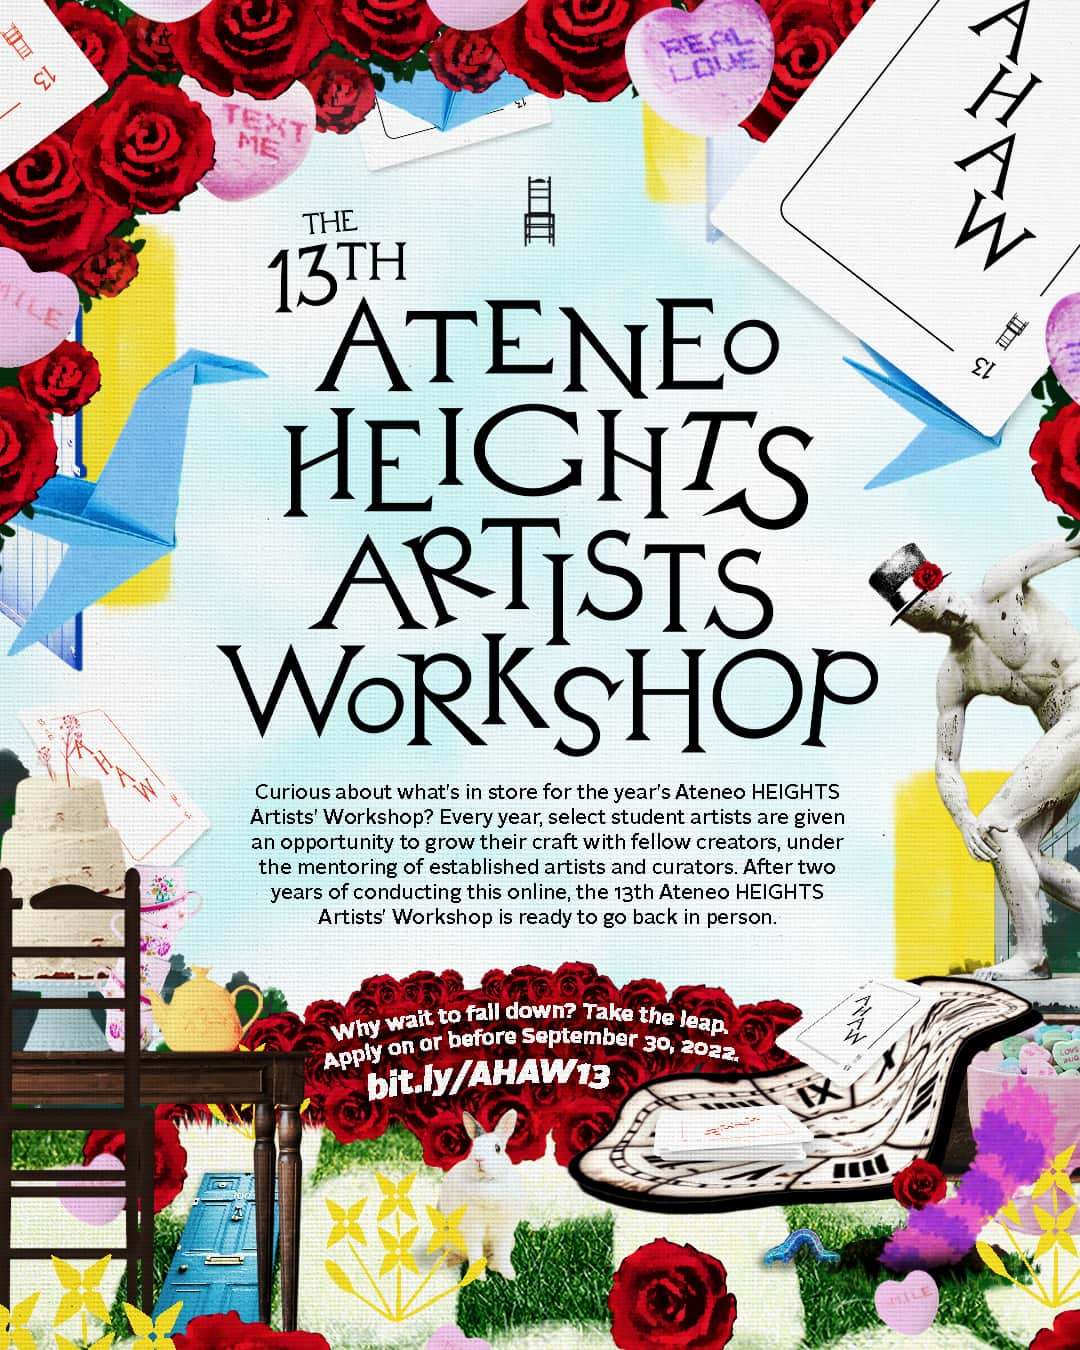 13
TEXT
ME
REAL
LOVE
AHAW
13
13
MILE
THE
13TH
ATENEO
HEIGHTS
ARTISTS
WORKSHOP
AHAW
Curious about what's in store for the year's Ateneo HEIGHTS
Artists' Workshop? Every year, select student artists are given
an opportunity to grow their craft with fellow creators, under
the mentoring of established artists and curators. After two
years of conducting this online, the 13th Ateneo HEIGHTS
Artists' Workshop is ready to go back in person.
Why wait to fall down? Take the leap.
Apply on or before September 30, 2022.
bit.ly/AHAW13
AHAW
IX